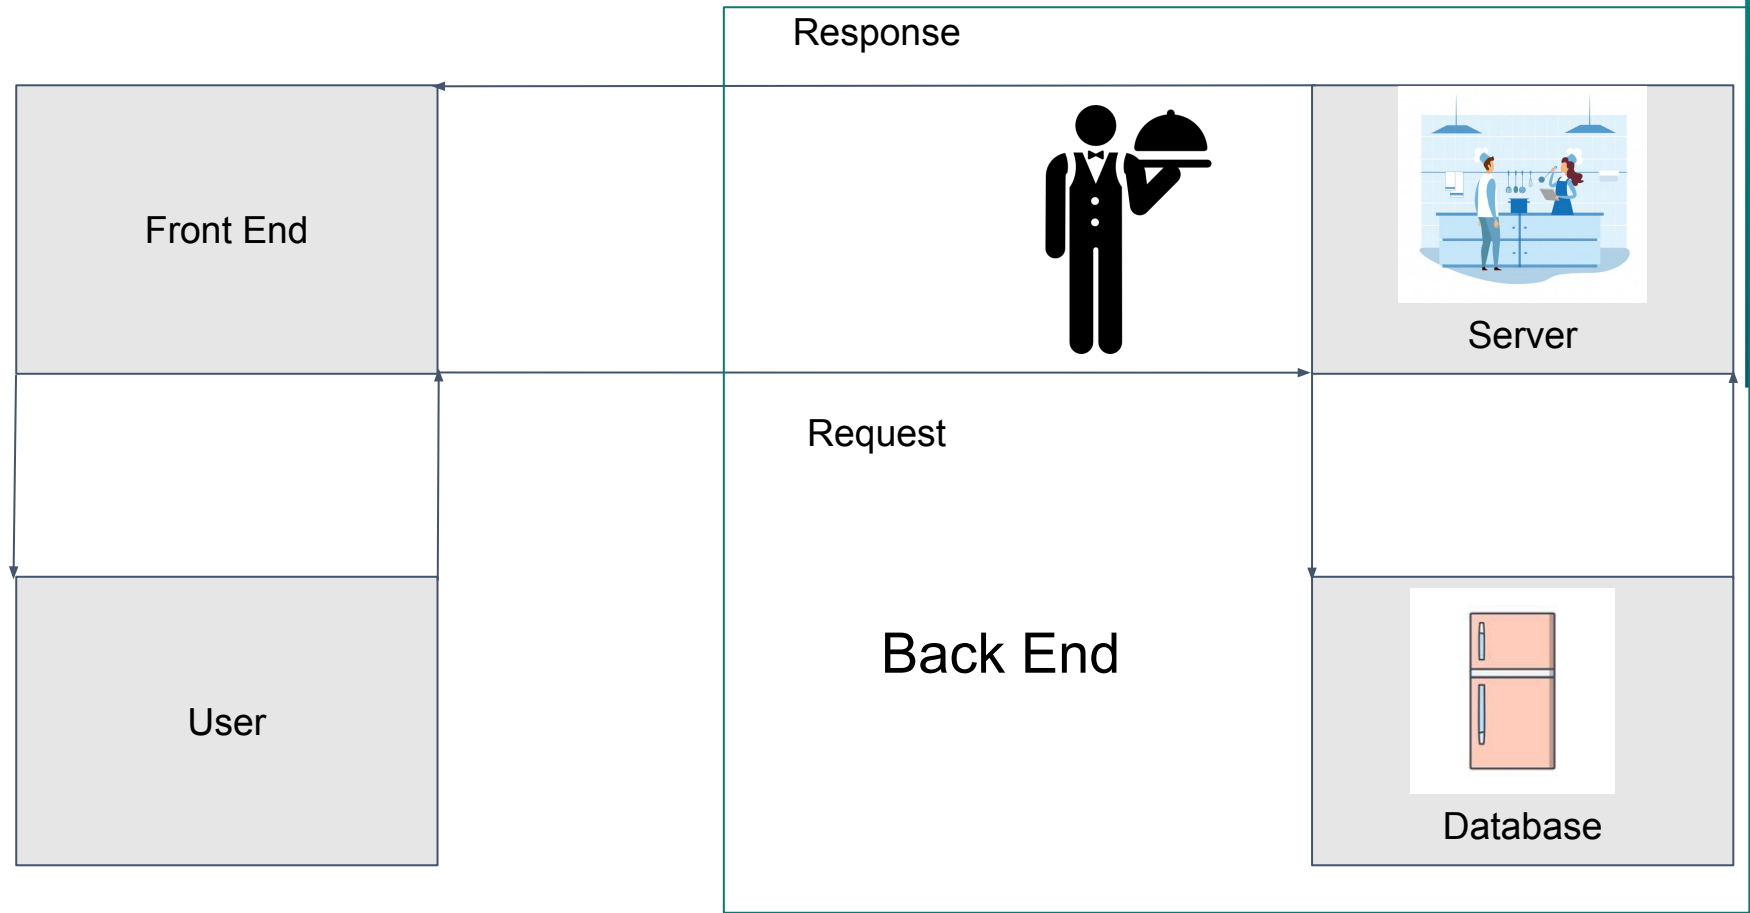 Response
Front End
Server
Request
Back End
User
Database